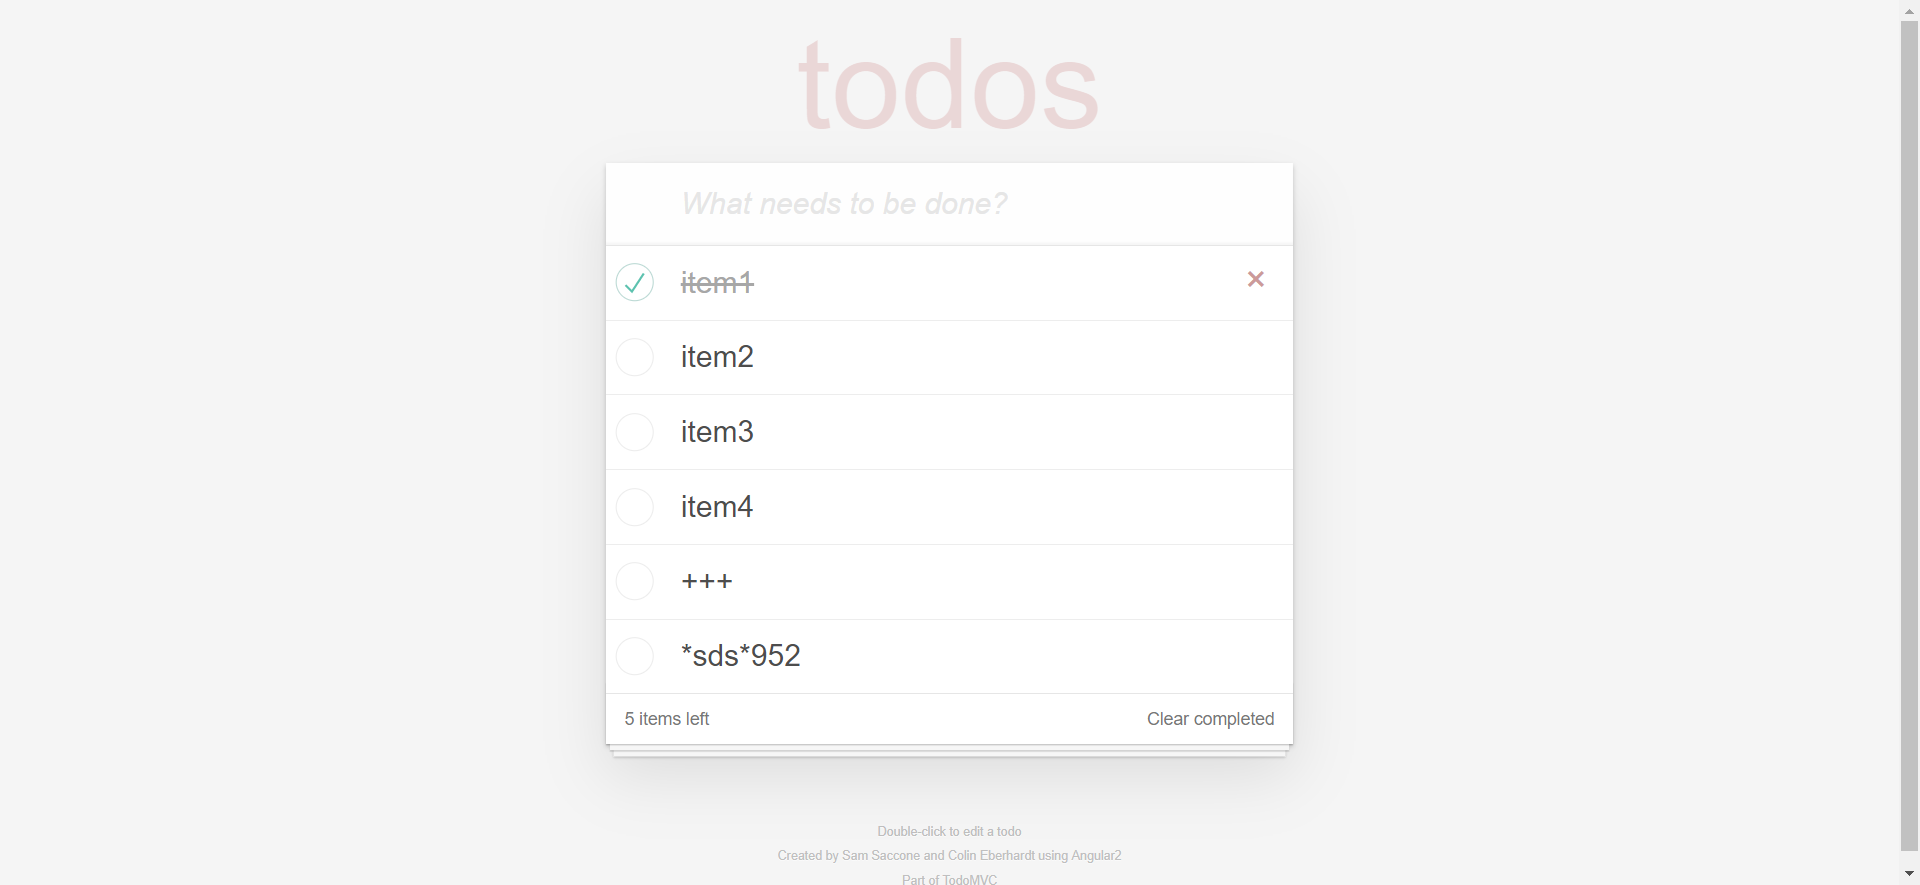 todos
What needs to be done?
item1
item2
item3
item4
+++
*sds*952
5 items left Clear completed
Double-click to edit a todo
Created by Sam Saccone and Colin Eberhardt using Angular2
Part of TodoMVC